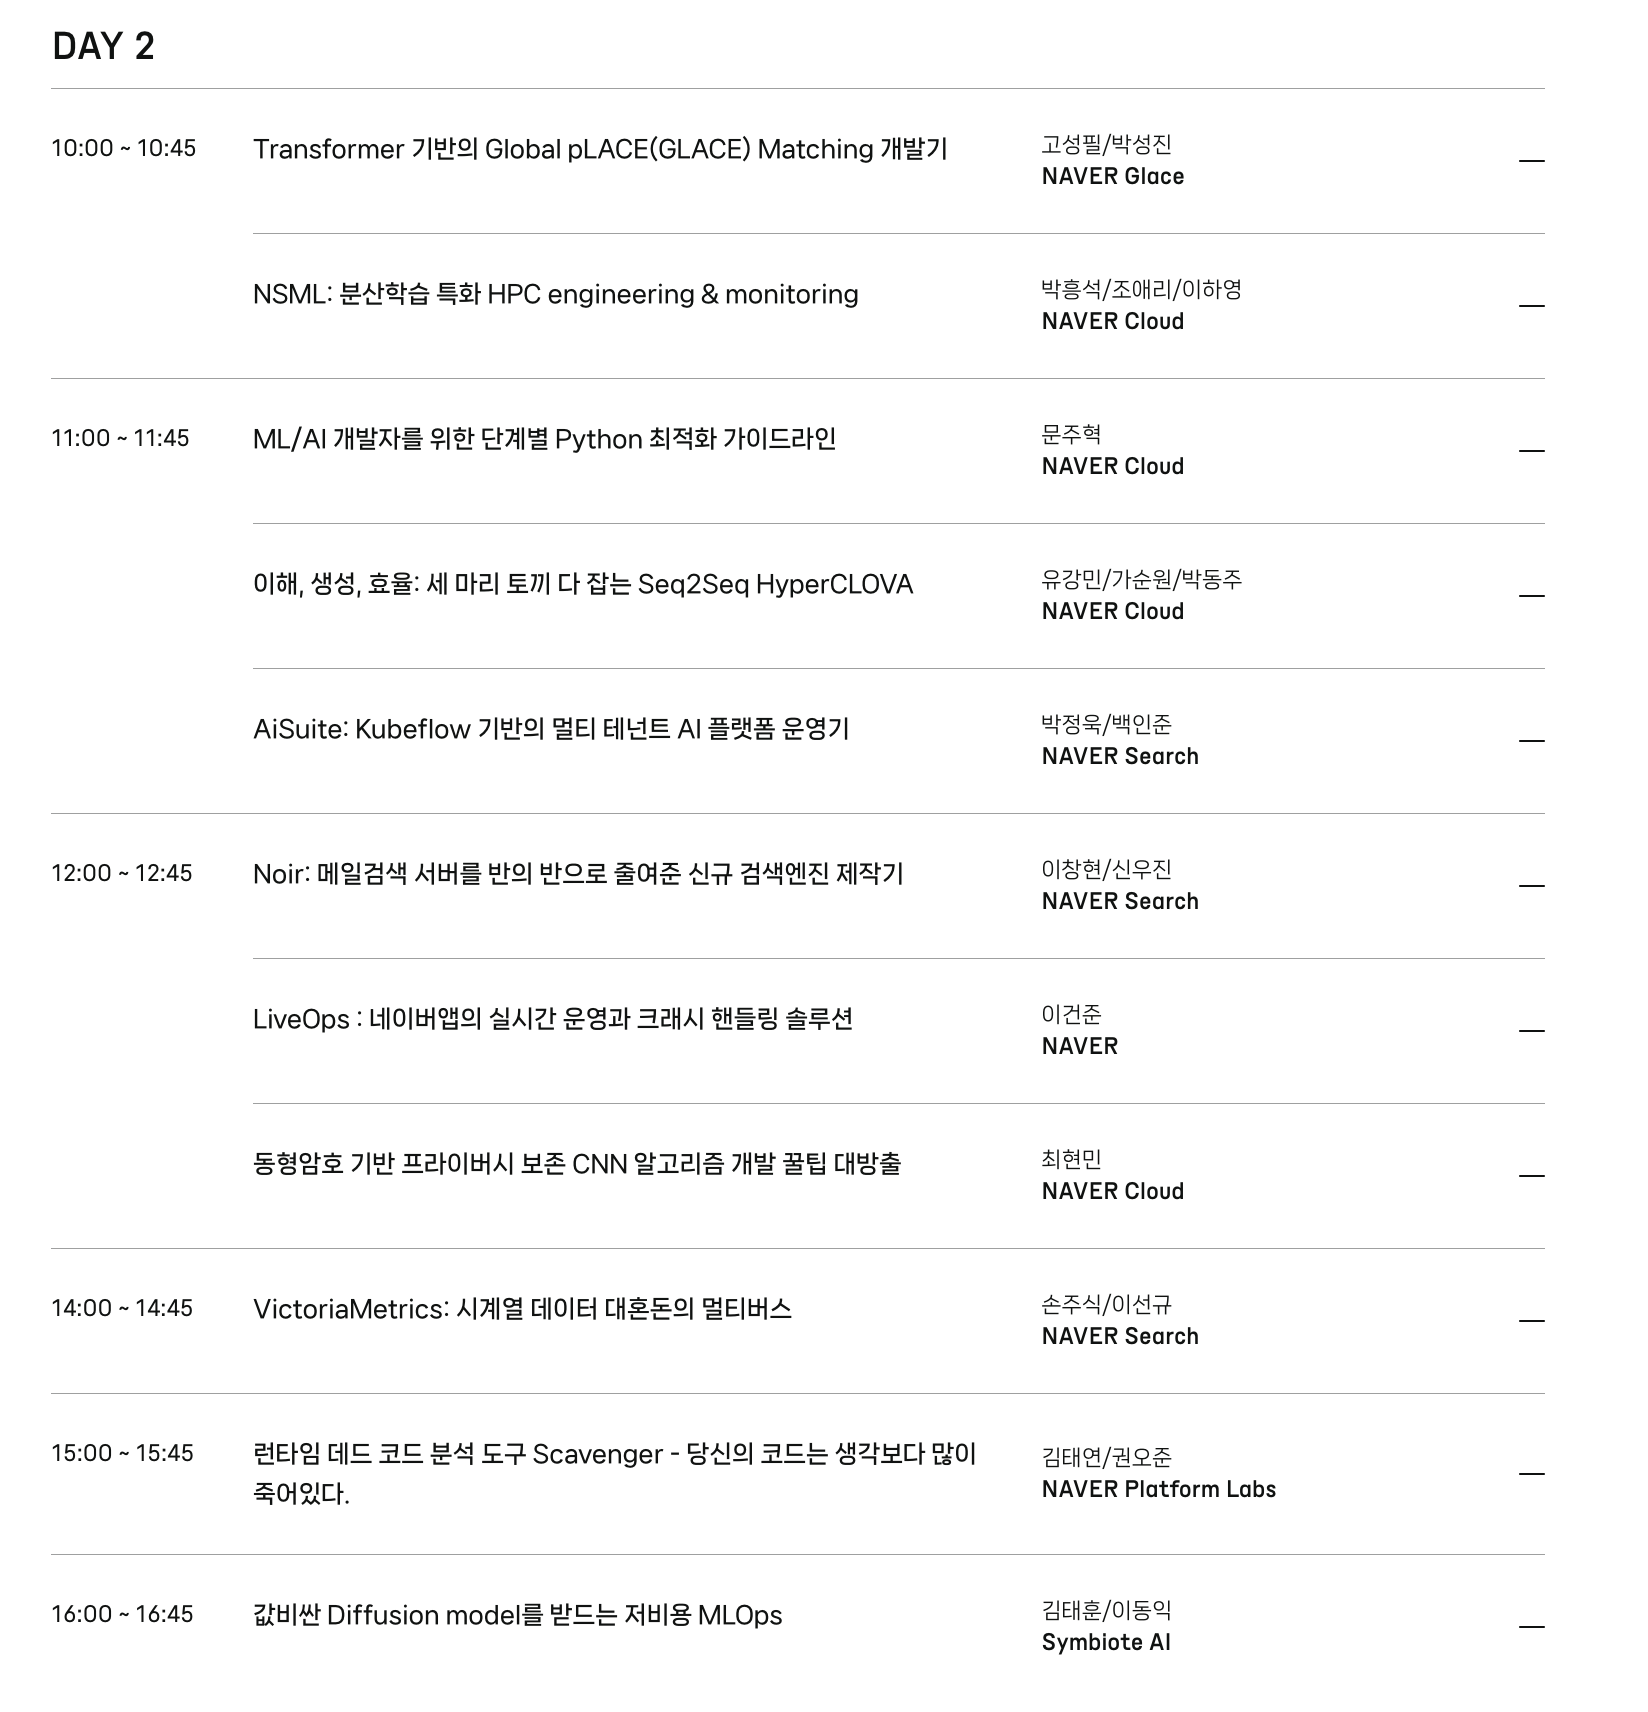 DAY 2
10:00 ~ 10:45
Transformer 기반의 Global pLACE(GLACE) Matching 개발기
고성필/박성진
NAVER Glace
NSML: 분산학습 특화 HPC engineering & monitoring
박흥석/조애리/이하영
NAVER Cloud
11:00 ~ 11:45
ML/AI 개발자를 위한 단계별 Python 최적화 가이드라인
문주혁
NAVER Cloud
이해, 생성, 효율: 세 마리 토끼 다 잡는 Seq2Seq HyperCLOVA
유강민/가순원/박동주
NAVER Cloud
AiSuite: Kubeflow 기반의 멀티 테넌트 AI 플랫폼 운영기
박정욱/백인준
NAVER Search
12:00 ~ 12:45
Noir: 메일검색 서버를 반의 반으로 줄여준 신규 검색엔진 제작기
이창현/신우진
NAVER Search
LiveOps : 네이버앱의 실시간 운영과 크래시 핸들링 솔루션
이건준
NAVER
동형암호 기반 프라이버시 보존 CNN 알고리즘 개발 꿀팁 대방출
최현민
NAVER Cloud
14:00 ~ 14:45
VictoriaMetrics: 시계열 데이터 대혼돈의 멀티버스
손주식/이선규
NAVER Search
15:00 ~ 15:45
런타임 데드 코드 분석 도구 Scavenger - 당신의 코드는 생각보다 많이
죽어있다.
김태연/권오준
NAVER Platform Labs
16:00 ~ 16:45
값비싼 Diffusion model를 받드는 저비용 MLOps
김태훈/이동익
Symbiote AI